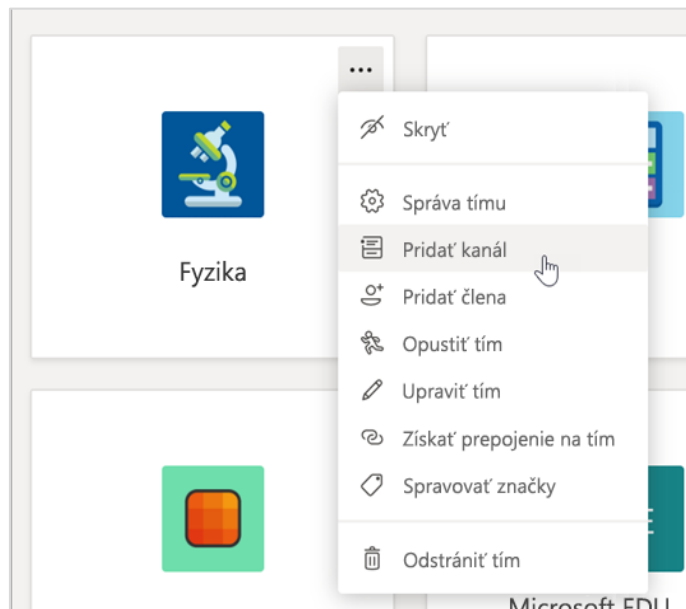 ...
Skryť
Správa tímu
Fyzika
Pridať kanál
Pridať člena
Opustiť tím
Upraviť tím
Získať prepojenie na tím
Spravovať značky
Odstrániť tím
Microsoft EDU